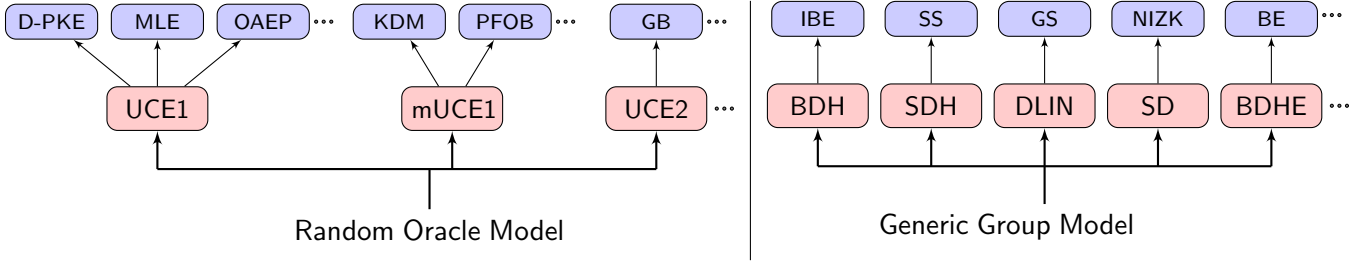 D-PKE MLE OAEP ••• KDM PFOB ••• GB •••
UCE1 mUCE1 UCE2 •••
Random Oracle Model
IBE SS GS NIZK BE •••
BDH SDH DLIN SD BDHE •••
Generic Group Model